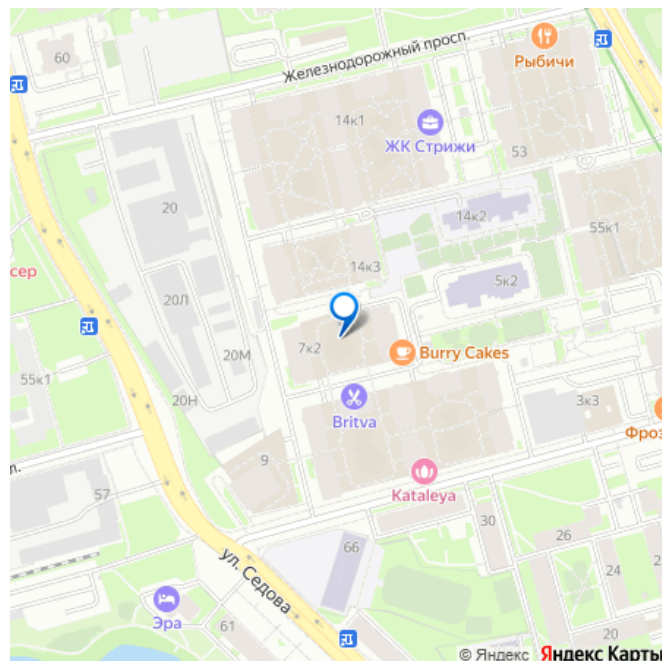 60
Железнодорожный просп.
Рыбичи
14к1
ЖК Стрижи
53
20
14к2
55к1
14к3
сер
5к2
20Л
7к2
20М
Burry Cakes
55к1
20Н
Britva
3к3
Фроз
9
57
Kataleya
30
26
66
ул. Седова
24
Эра
61
20
© Яндекс Яндекс Карты